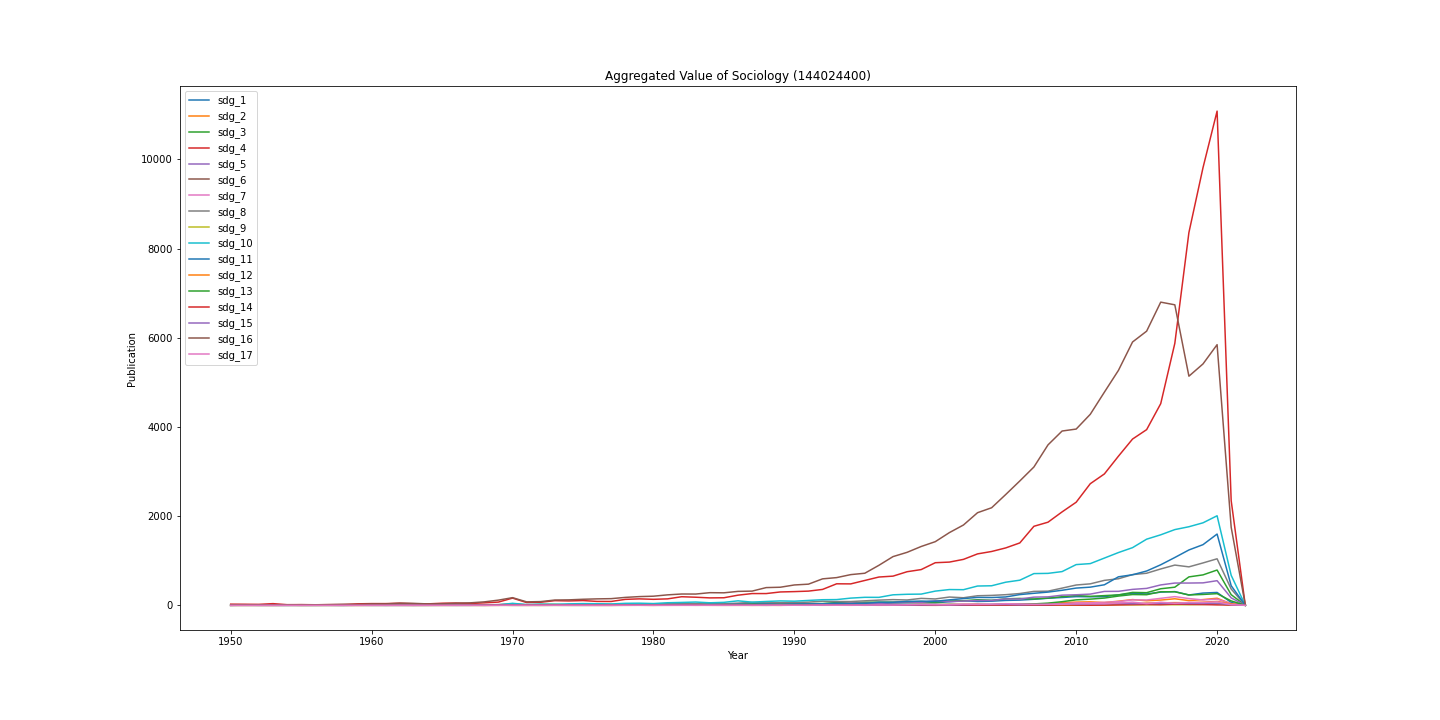 Aggregated Value of Sociology (144024400)
sdg_1
sdg_2
sdg_3
sdg_4
sdg_5
sdg_6
sdg_7
sdg_8
sdg_9
sdg_10
sdg_11
sdg_12
sdg_13
sdg_14
sdg_15
sdg_16
sdg_17
Publication
10000
8000
6000
4000
2000
0
1950 1960 1970 1980 1990 2000 2010 2020
Year